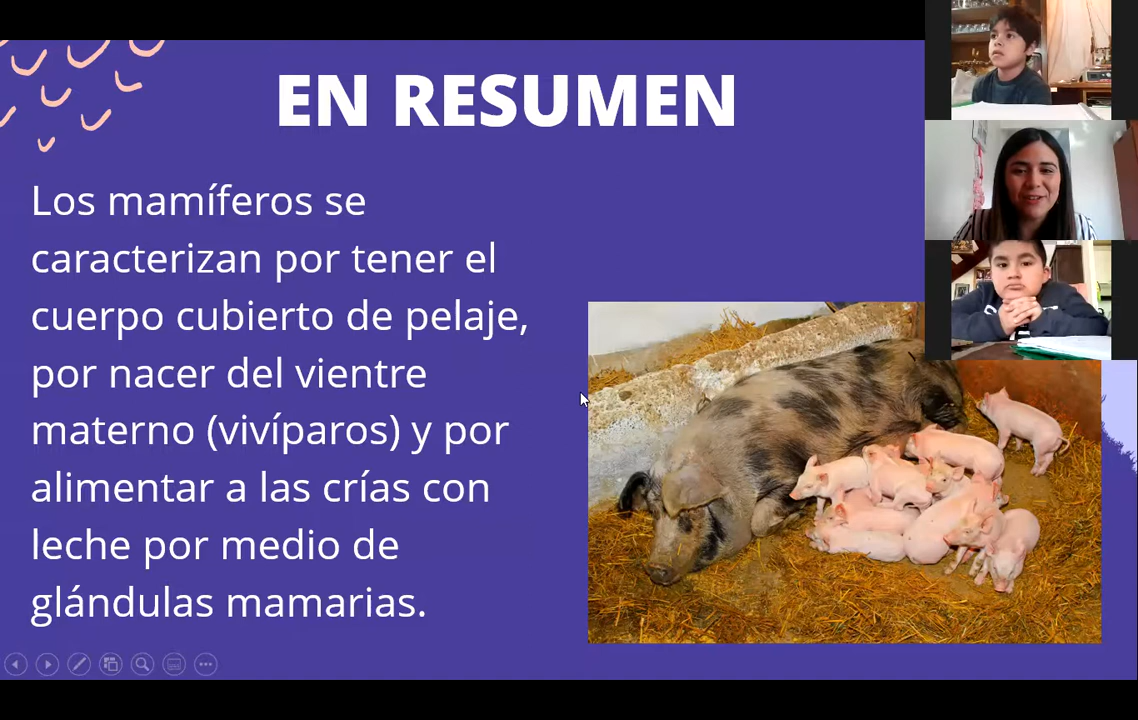 EN RESUMEN
Los mamíferos se
caracterizan por tener el
cuerpo cubierto de pelaje,
por nacer del vientre
materno (vivíparos) y por
alimentar a las crías con
leche por medio de
glándulas mamarias.